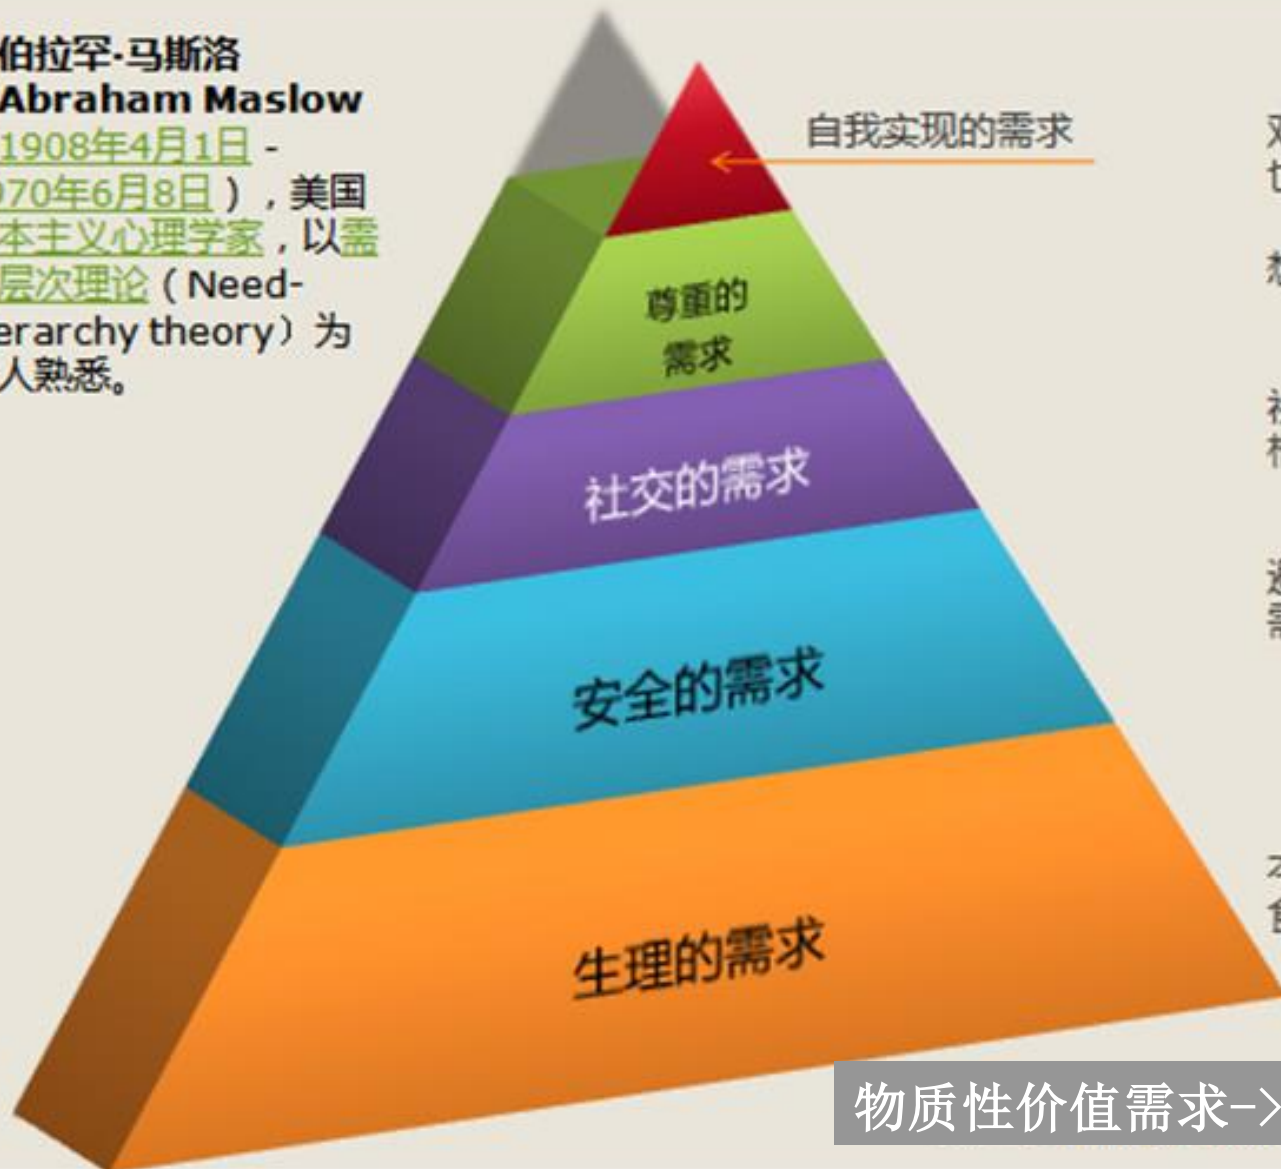 伯拉罕·马斯洛
Abraham Maslow
1908年4月1日 -
970年6月8日），美国
本主义心理学家，以需
层次理论（Need-
erarchy theory）为
人熟悉。
自我实现的需求
尊重的
需求
社交的需求
安全的需求
生理的需求
物质性价值需求->